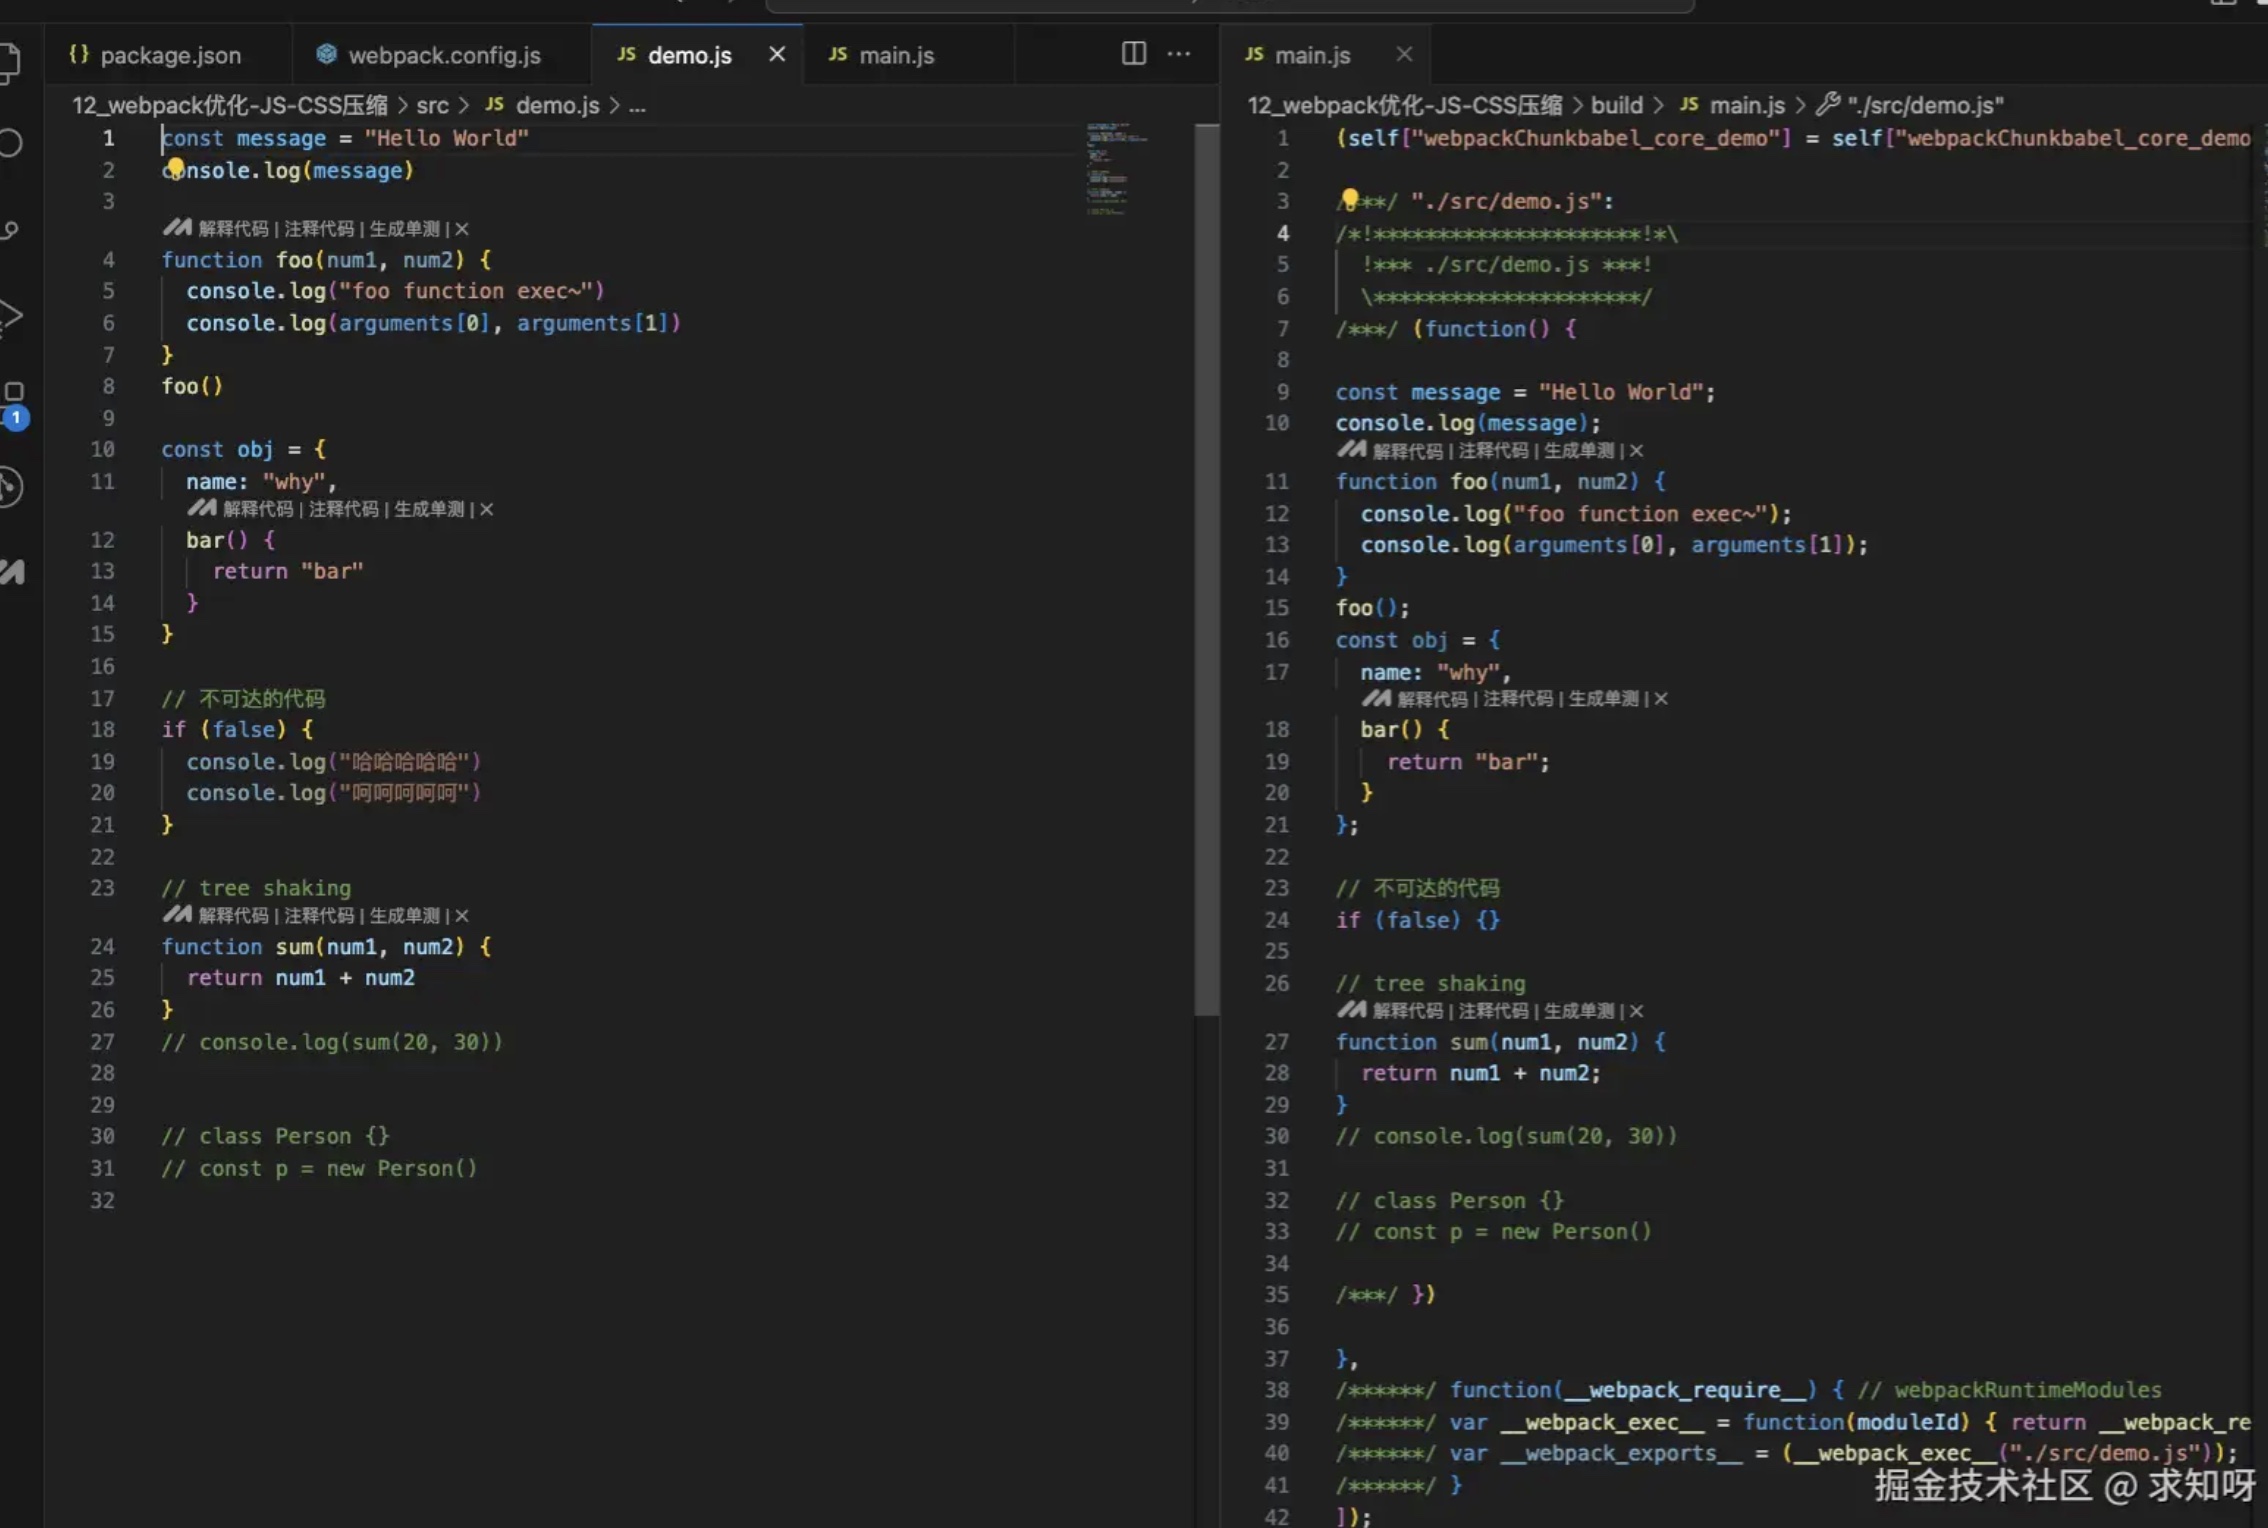 {} package.json
webpack.config.js
JS demo.js ×
JS main.js
12_webpack优化-JS-CSS压缩 > src > JS demo.js > ...
1 const message = "Hello World"
2 console.log(message)
3
解释代码 | 注释代码 | 生成单测 | ×
4 function foo(num1, num2) {
5 console.log("foo function exec~")
6 console.log(arguments[0], arguments[1])
7 }
8 foo()
9
10 const obj = {
11 name: "why",
解释代码 | 注释代码 | 生成单测 | ×
12 bar() {
13 return "bar"
14 }
15 }
16
17 // 不可达的代码
18 if (false) {
19 console.log("哈哈哈哈哈")
20 console.log("呵呵呵呵呵")
21 }
22
23 // tree shaking
解释代码 | 注释代码 | 生成单测 | ×
24 function sum(num1, num2) {
25 return num1 + num2
26 }
27 // console.log(sum(20, 30))
28
29
30 // class Person {}
31 // const p = new Person()
32
1
JS main.js ×
12_webpack优化-JS-CSS压缩 > build > JS main.js > "./src/demo.js"
1 (self["webpackChunkbabel_core_demo"] = self["webpackChunkbabel_core_demo
2
3 /***/ "./src/demo.js":
4 /*!*********************!*\
5 !*** ./src/demo.js ***!
6 \*********************/
7 /***/ (function() {
8
9 const message = "Hello World";
10 console.log(message);
解释代码 | 注释代码 | 生成单测 | ×
11 function foo(num1, num2) {
12 console.log("foo function exec~");
13 console.log(arguments[0], arguments[1]);
14 }
15 foo();
16 const obj = {
17 name: "why",
解释代码 | 注释代码 | 生成单测 | ×
18 bar() {
19 return "bar";
20 }
21 };
22
23 // 不可达的代码
24 if (false) {}
25
26 // tree shaking
解释代码 | 注释代码 | 生成单测 | ×
27 function sum(num1, num2) {
28 return num1 + num2;
29 }
30 // console.log(sum(20, 30))
31
32 // class Person {}
33 // const p = new Person()
34
35 /***/ })
36
37 },
38 /******/ function(__webpack_require__) { // webpackRuntimeModules
39 /******/ var __webpack_exec__ = function(moduleId) { return __webpack_re
40 /******/ var __webpack_exports__ = (__webpack_exec__("./src/demo.js"));
41 /******/ }
42 ]);
掘金技术社区 @ 求知呀